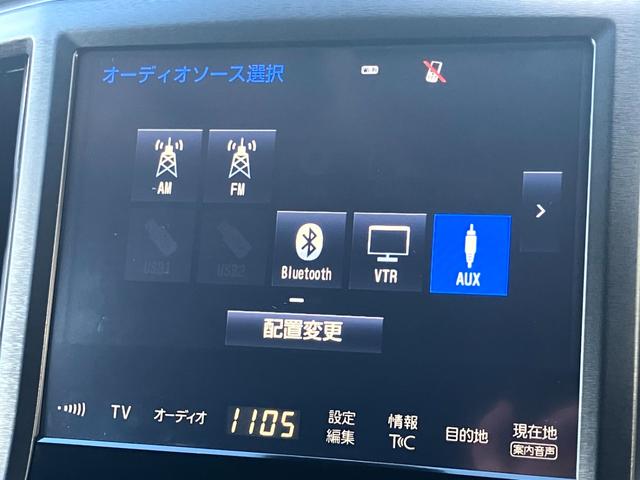 オーディオソース選択
AM FM
USB1 USB2 Bluetooth VTR AUX
配置変更
TV オーディオ 1105 設定 編集 情報 T C 目的地 現在地 案内音声